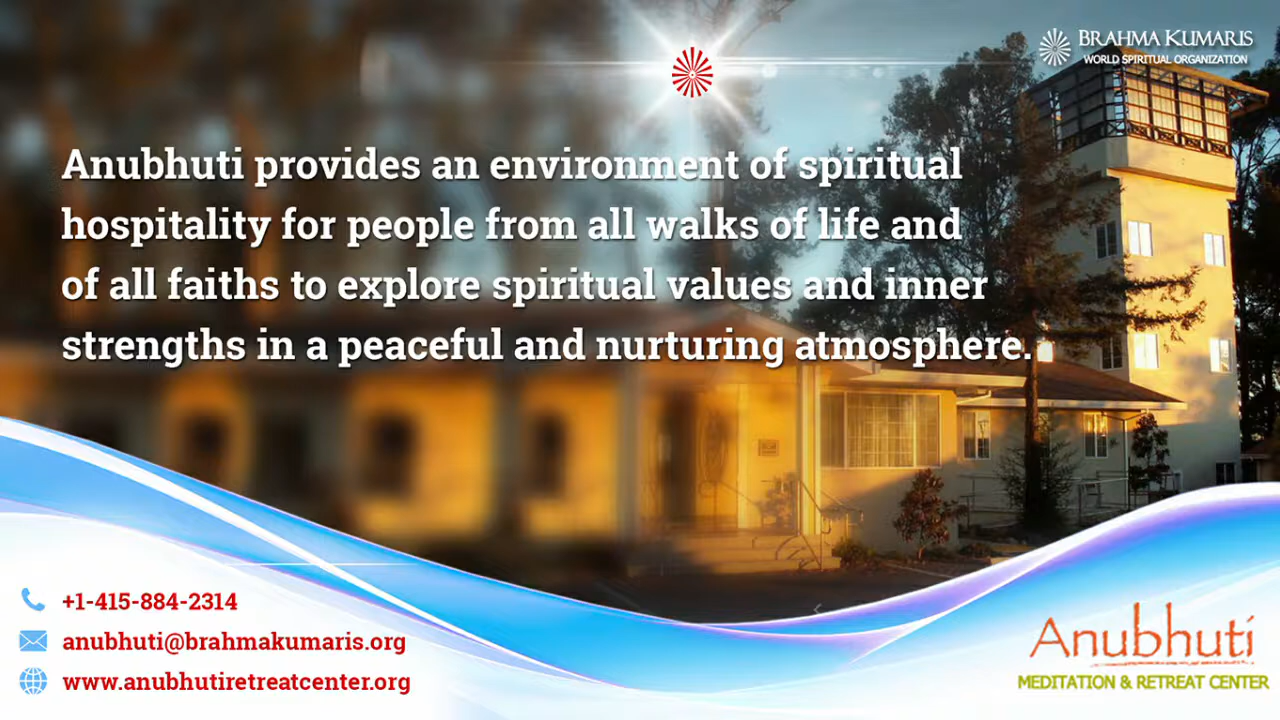 BRAHMA KUMARIS
WORLD SPIRITUAL ORGANIZATION
Anubhuti provides an environment of spiritual
hospitality for people from all walks of life and
of all faiths to explore spiritual values and inner
strengths in a peaceful and nurturing atmosphere.
+1-415-884-2314
anubhuti@brahmakumaris.org
www.anubhutiretreatcenter.org
Anubhuti
MEDITATION & RETREAT CENTER